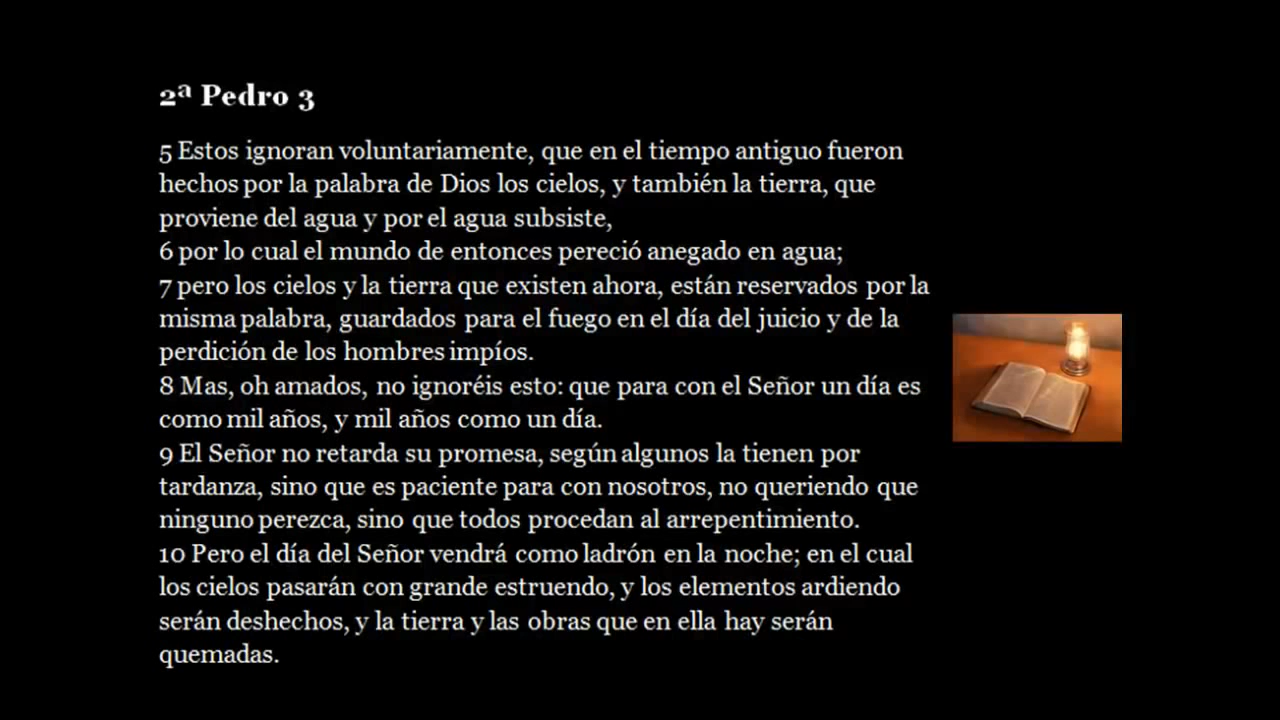 2ª Pedro 3
5 Estos ignoran voluntariamente, que en el tiempo antiguo fueron
hechos por la palabra de Dios los cielos, y también la tierra, que
proviene del agua y por el agua subsiste,
6 por lo cual el mundo de entonces pereció anegado en agua;
7 pero los cielos y la tierra que existen ahora, están reservados por la
misma palabra, guardados para el fuego en el día del juicio y de la
perdición de los hombres impíos.
8 Mas, oh amados, no ignoréis esto: que para con el Señor un día es
como mil años, y mil años como un día.
9 El Señor no retarda su promesa, según algunos la tienen por
tardanza, sino que es paciente para con nosotros, no queriendo que
ninguno perezca, sino que todos procedan al arrepentimiento.
10 Pero el día del Señor vendrá como ladrón en la noche; en el cual
los cielos pasarán con grande estruendo, y los elementos ardiendo
serán deshechos, y la tierra y las obras que en ella hay serán
quemadas.